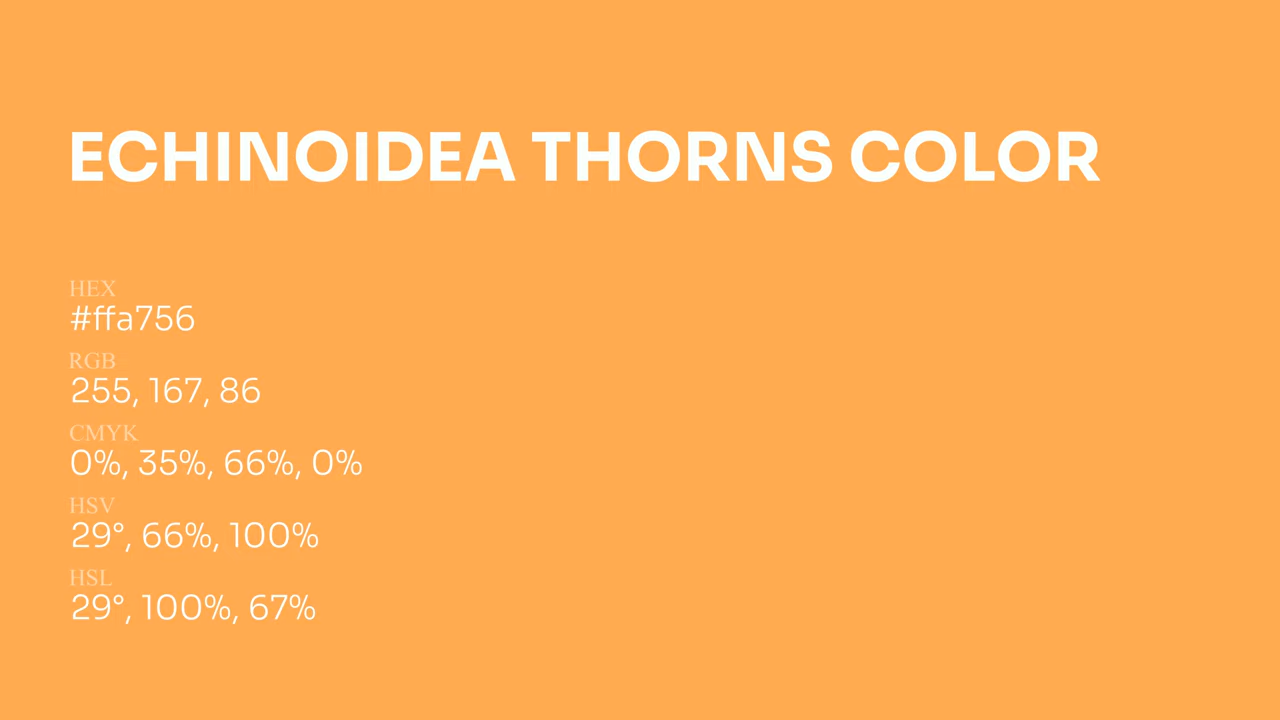 ECHINOIDEA THORNS COLOR
HEX
#ffa756
RGB
255, 167, 86
CMYK
0%, 35%, 66%, 0%
HSV
29°, 66%, 100%
HSL
29°, 100%, 67%